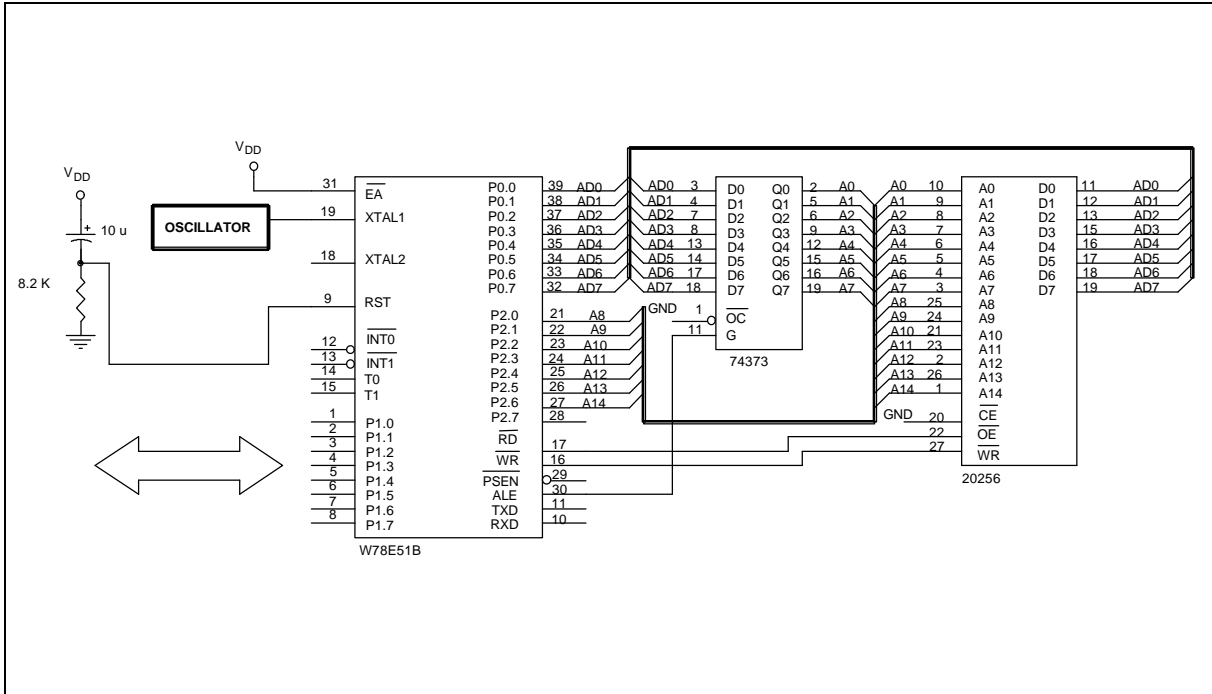 VDD
10 u
8.2 K
VDD
OSCILLATOR
31 EA
19 XTAL1
18 XTAL2
9 RST
12 INT0
13 INT1
14 T0
15 T1
1 P1.0
2 P1.1
3 P1.2
4 P1.3
5 P1.4
6 P1.5
7 P1.6
8 P1.7
P0.0 39 AD0
P0.1 38 AD1
P0.2 37 AD2
P0.3 36 AD3
P0.4 35 AD4
P0.5 34 AD5
P0.6 33 AD6
P0.7 32 AD7
P2.0 21 A8
P2.1 22 A9
P2.2 23 A10
P2.3 24 A11
P2.4 25 A12
P2.5 26 A13
P2.6 27 A14
P2.7 28
RD 17
WR 16
PSEN 29
ALE 30
TXD 11
RXD 10
W78E51B
AD0 3 D0 Q0 2 A0
AD1 4 D1 Q1 5 A1
AD2 7 D2 Q2 6 A2
AD3 8 D3 Q3 9 A3
AD4 13 D4 Q4 12 A4
AD5 14 D5 Q5 15 A5
AD6 17 D6 Q6 16 A6
AD7 18 D7 Q7 19 A7
GND 1 OC
11 G
74373
A0 10 A0 D0 11 AD0
A1 9 A1 D1 12 AD1
A2 8 A2 D2 13 AD2
A3 7 A3 D3 15 AD3
A4 6 A4 D4 16 AD4
A5 5 A5 D5 17 AD5
A6 4 A6 D6 18 AD6
A7 3 A7 D7 19 AD7
A8 25 A8
A9 24 A9
A10 21 A10
A11 23 A11
A12 2 A12
A13 26 A13
A14 1 A14
GND 20 CE
22 OE
27 WR
20256